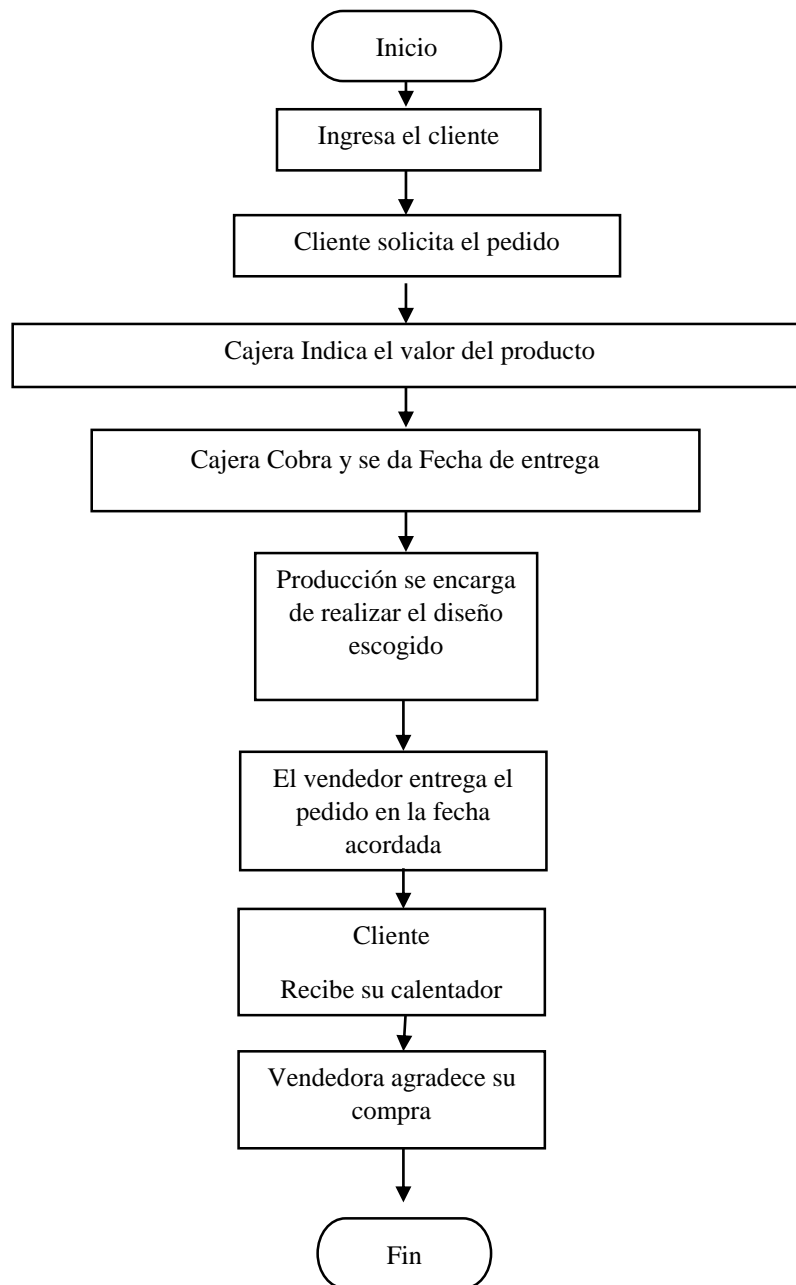 Inicio
Ingresa el cliente
Cliente solicita el pedido
Cajera Indica el valor del producto
Cajera Cobra y se da Fecha de entrega
Producción se encarga
de realizar el diseño
escogido
El vendedor entrega el
pedido en la fecha
acordada
Cliente
Recibe su calentador
Vendedora agradece su
compra
Fin